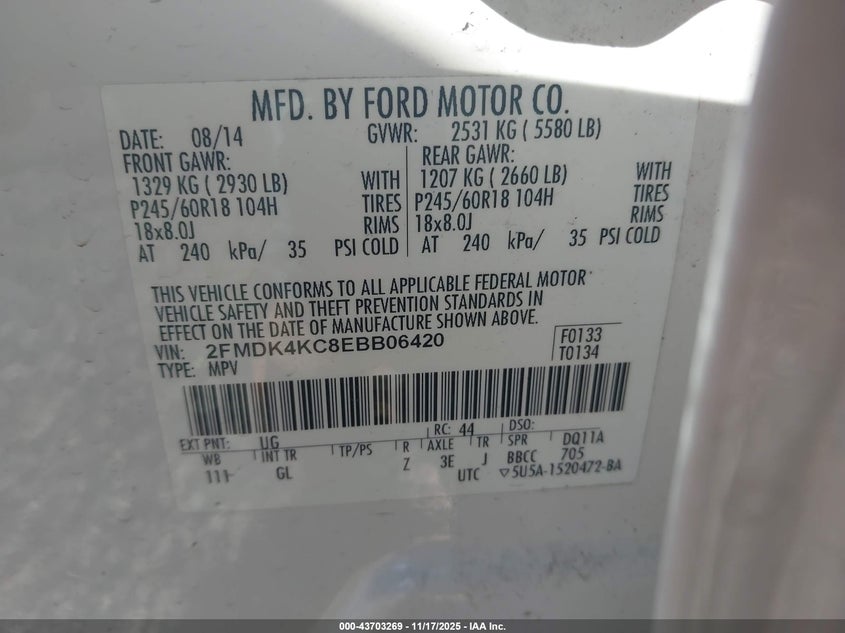 MFD. BY FORD MOTOR CO.
DATE: 08/14 GVWR: 2531 KG ( 5580 LB)
FRONT GAWR: REAR GAWR:
1329 KG ( 2930 LB) WITH 1207 KG ( 2660 LB) WITH
P245/60R18 104H TIRES P245/60R18 104H TIRES
18x8.0J RIMS 18x8.0J RIMS
AT 240 kPa/ 35 PSI COLD AT 240 kPa/ 35 PSI COLD
THIS VEHICLE CONFORMS TO ALL APPLICABLE FEDERAL MOTOR
VEHICLE SAFETY AND THEFT PREVENTION STANDARDS IN
EFFECT ON THE DATE OF MANUFACTURE SHOWN ABOVE.
VIN: 2FMDK4KC8EBB06420 F0133
TYPE: MPV T0134
EXT PNT: UG RC: 44 DSO:
WB INT TR TP/PS R AXLE TR SPR DQ11A
111 GL Z 3E J BBCC 705
UTC ▽5U5A-1520472-BA
000-43703269 - 11/17/2025 - IAA Inc.